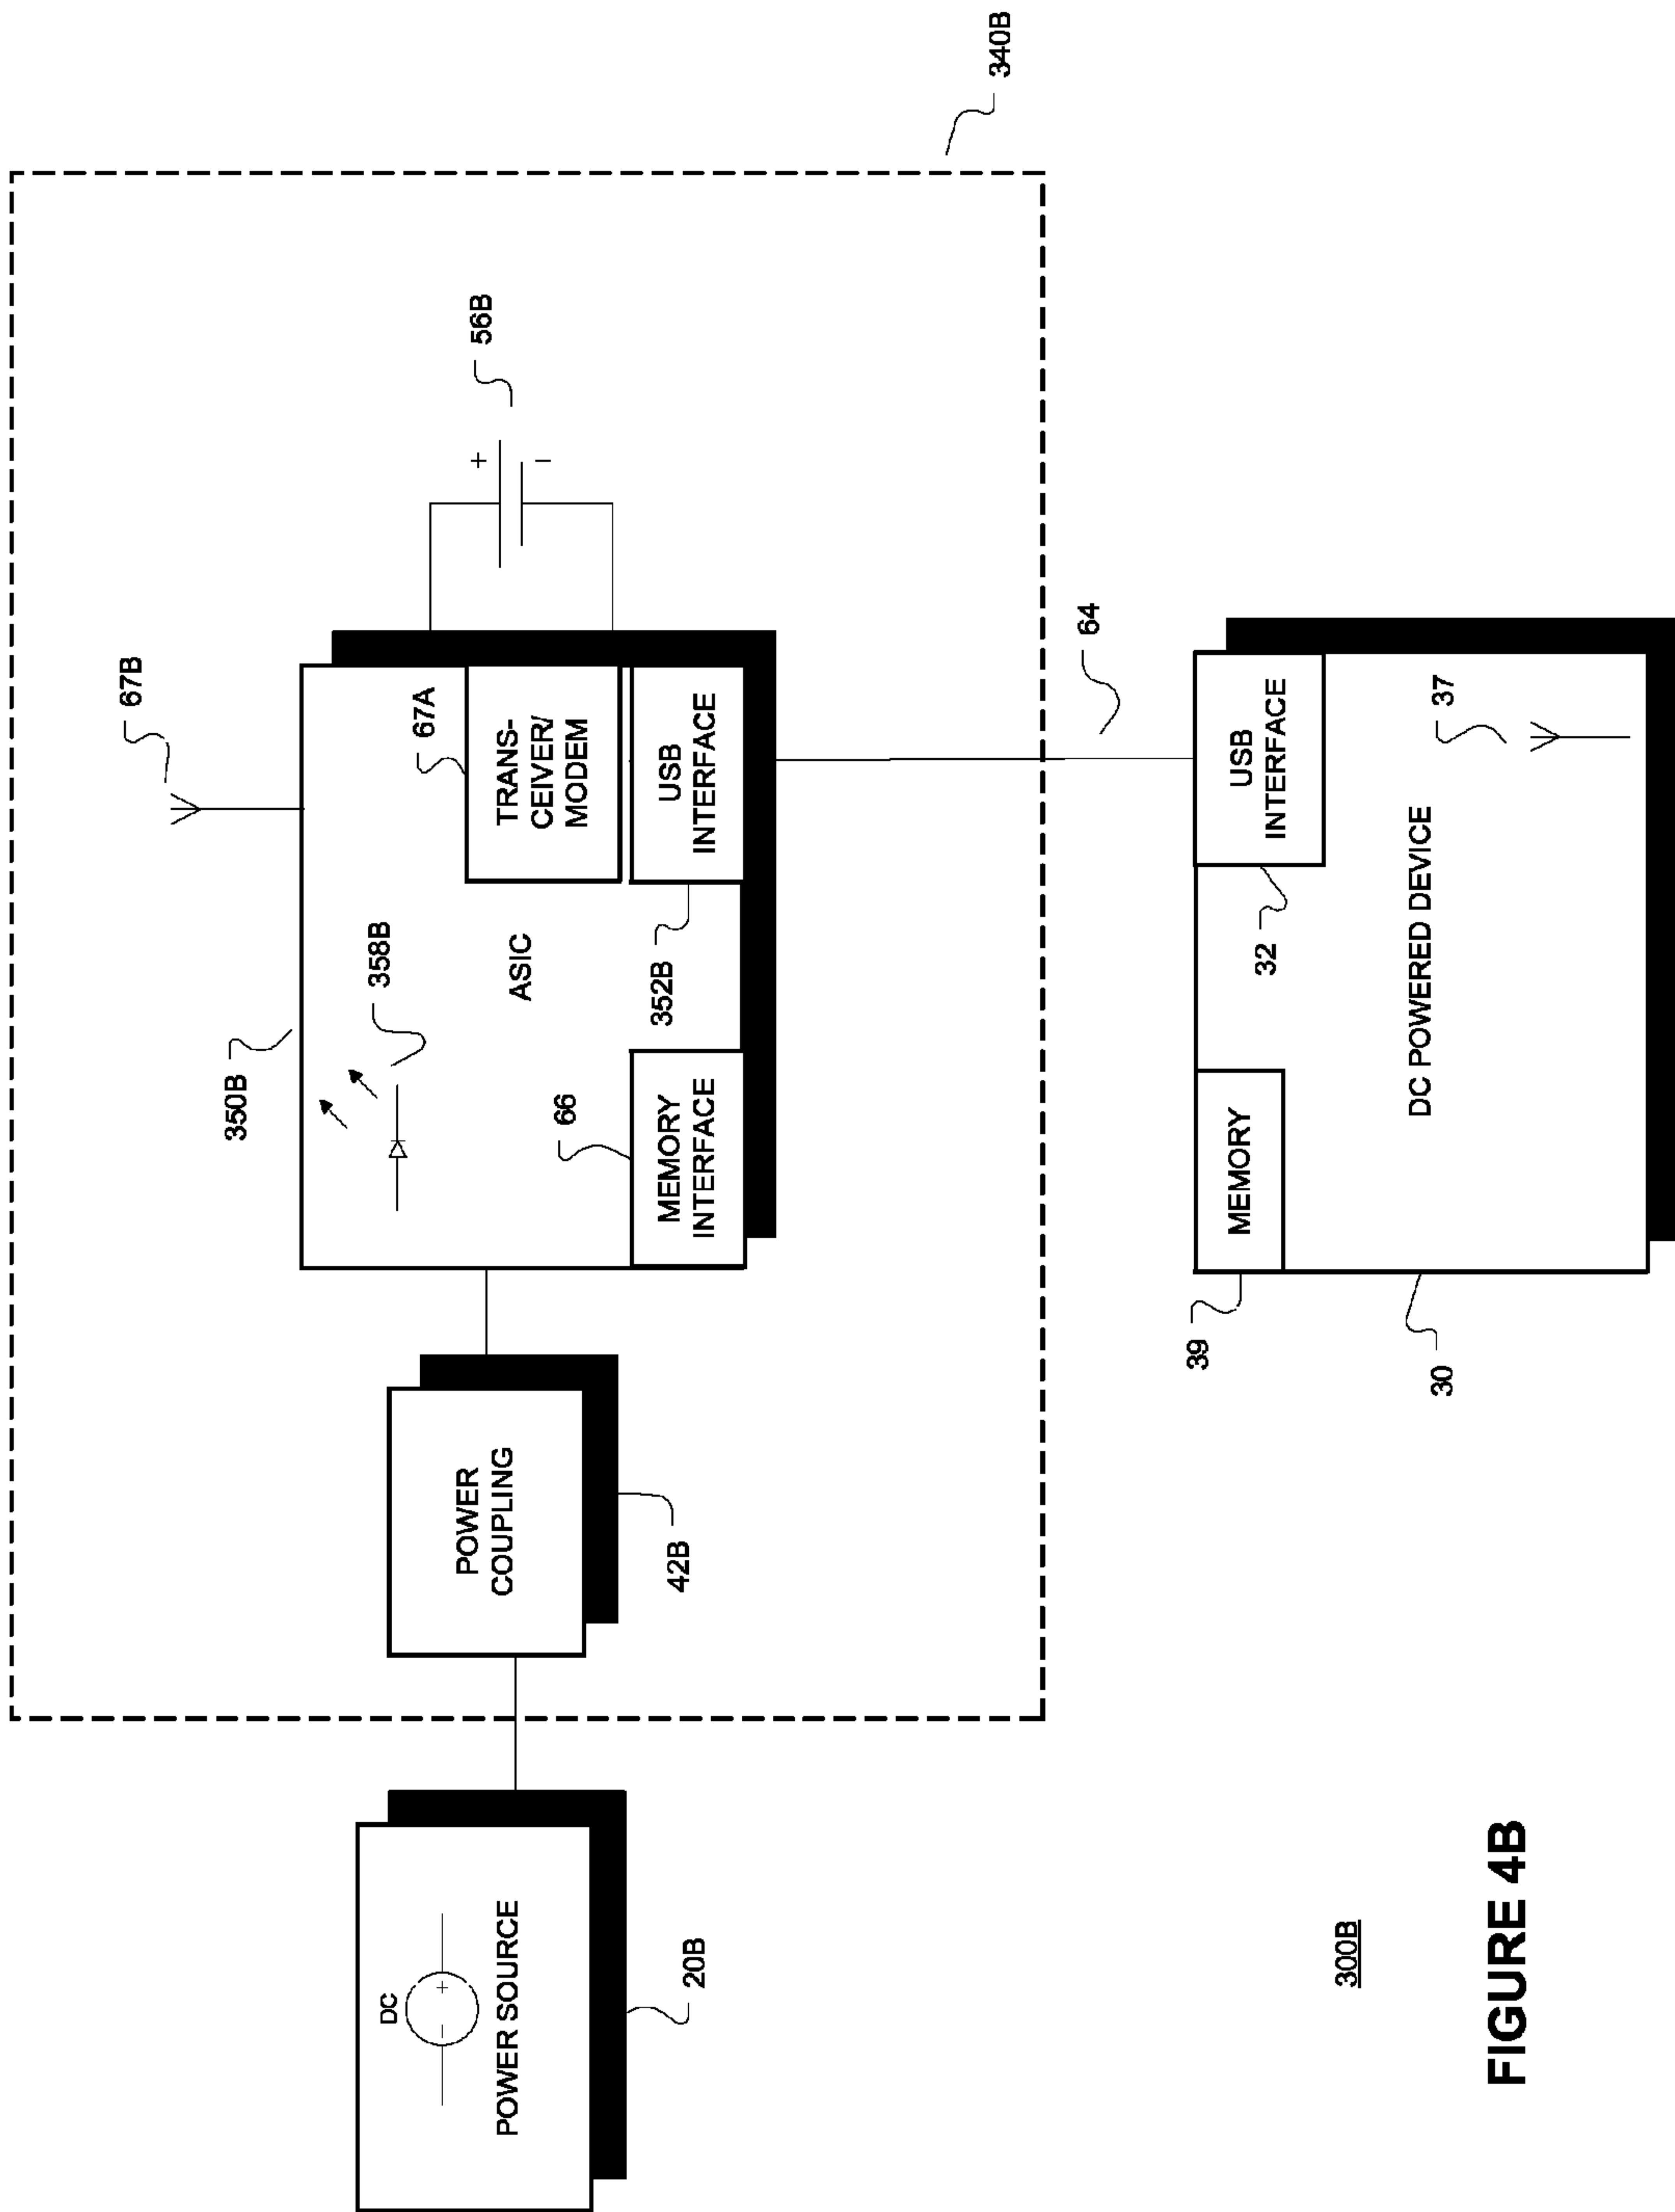 340B
67B
56B
350B
358B
67A
TRANS-
CEIVER/
MODEM
ASIC
66
MEMORY
INTERFACE
352B
USB
INTERFACE
+
−
POWER
COUPLING
42B
DC
− +
POWER SOURCE
20B
64
39
MEMORY
32
USB
INTERFACE
37
DC POWERED DEVICE
30
300B
FIGURE 4B